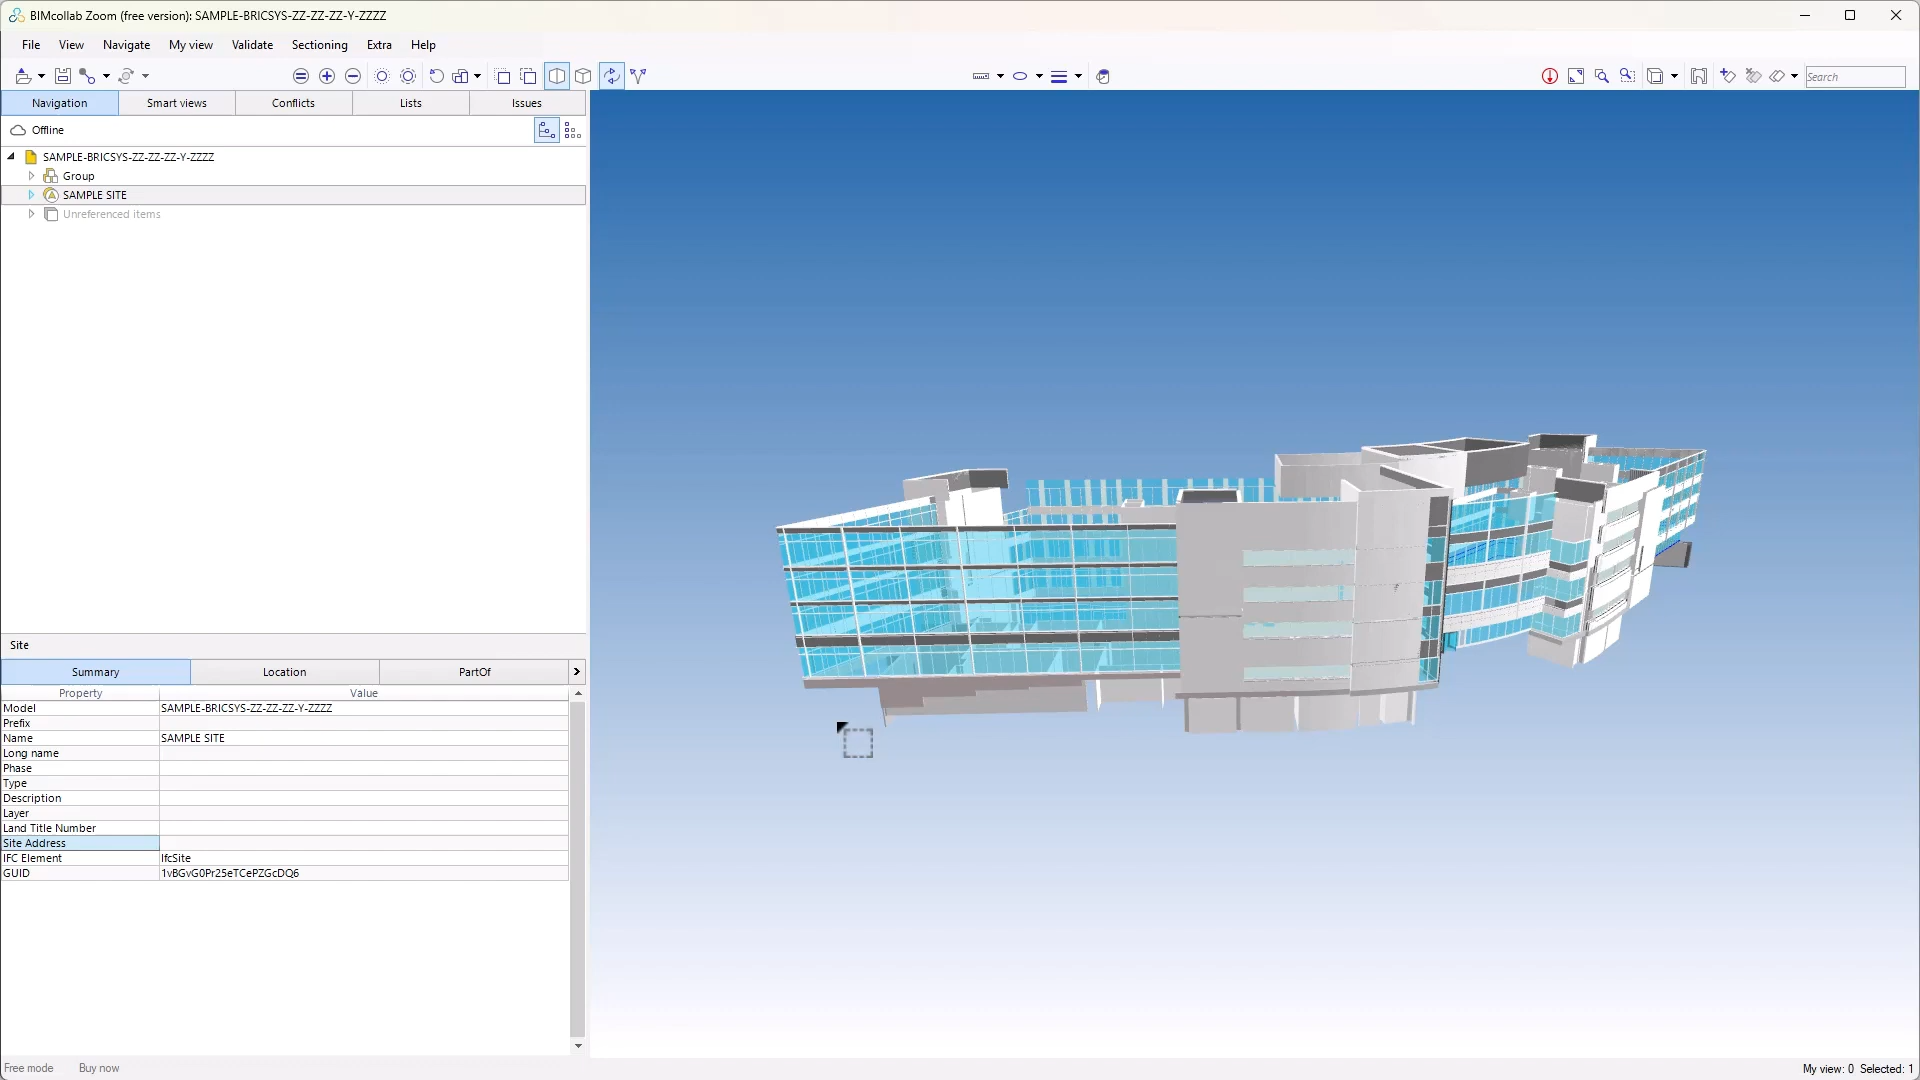 BIMcollab Zoom (free version): SAMPLE-BRICSYS-ZZ-ZZ-ZZ-Y-ZZZZ
File View Navigate My view Validate Sectioning Extra Help
Search
Navigation Smart views Conflicts Lists Issues
Offline
SAMPLE-BRICSYS-ZZ-ZZ-ZZ-Y-ZZZZ
Group
SAMPLE SITE
Unreferenced items
Site
Summary Location PartOf
Property Value
Model SAMPLE-BRICSYS-ZZ-ZZ-ZZ-Y-ZZZZ
Prefix
Name SAMPLE SITE
Long name
Phase
Type
Description
Layer
Land Title Number
Site Address
IFC Element IfcSite
GUID 1vBGvG0Pr25eTCePZGcDQ6
Free mode Buy now
My view: 0 Selected: 1